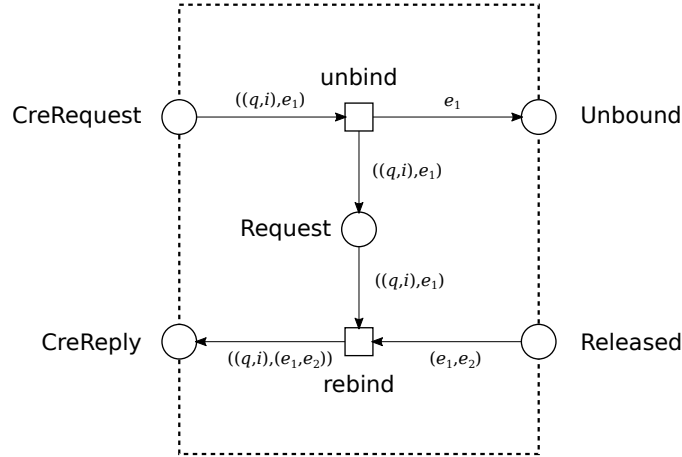 unbind
((q,i),e₁)
e₁
CreRequest
Unbound
((q,i),e₁)
Request
((q,i),e₁)
CreReply
Released
((q,i),(e₁,e₂))
(e₁,e₂)
rebind